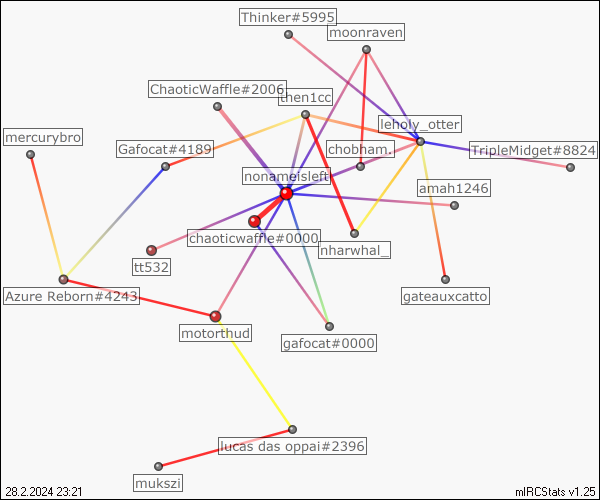 Thinker#5995
moonraven
ChaoticWaffle#2006
then1cc
leholy_otter
mercurybro
Gafocat#4189
chobham.
TripleMidget#8824
nonameisleft
amah1246
chaoticwaffle#0000
nharwhal_
tt532
Azure Reborn#4243
gateauxcatto
motorthud
gafocat#0000
lucas das oppai#2396
mukszi
28.2.2024 23:21
mIRCStats v1.25